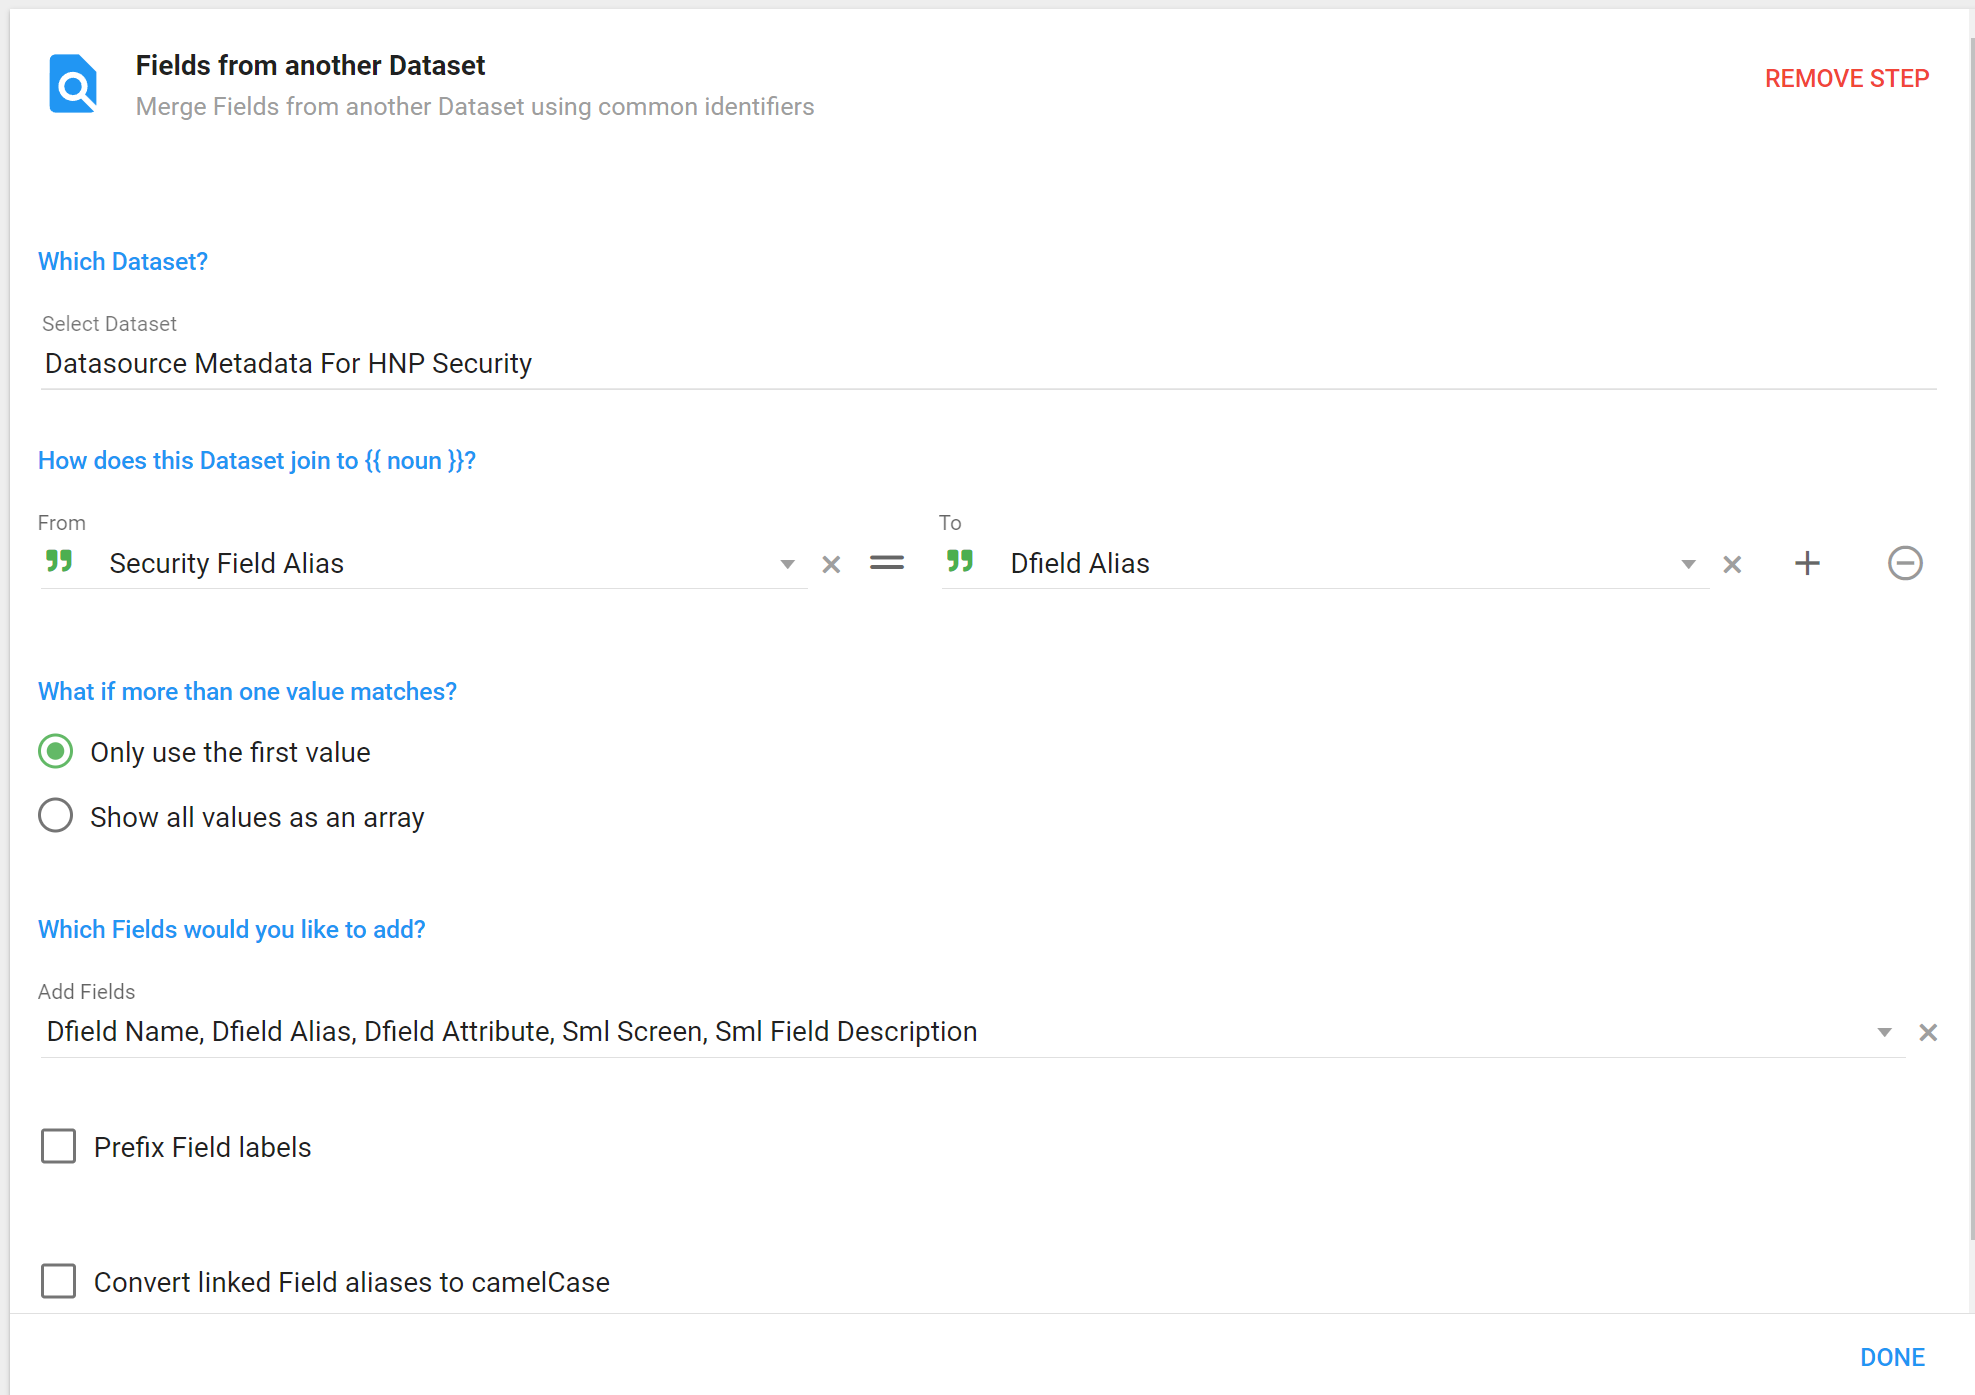 Fields from another Dataset
Merge Fields from another Dataset using common identifiers
REMOVE STEP
Which Dataset?
Select Dataset
Datasource Metadata For HNP Security
How does this Dataset join to {{ noun }}?
From
To
Security Field Alias
Dfield Alias
What if more than one value matches?
Only use the first value
Show all values as an array
Which Fields would you like to add?
Add Fields
Dfield Name, Dfield Alias, Dfield Attribute, Sml Screen, Sml Field Description
Prefix Field labels
Convert linked Field aliases to camelCase
DONE